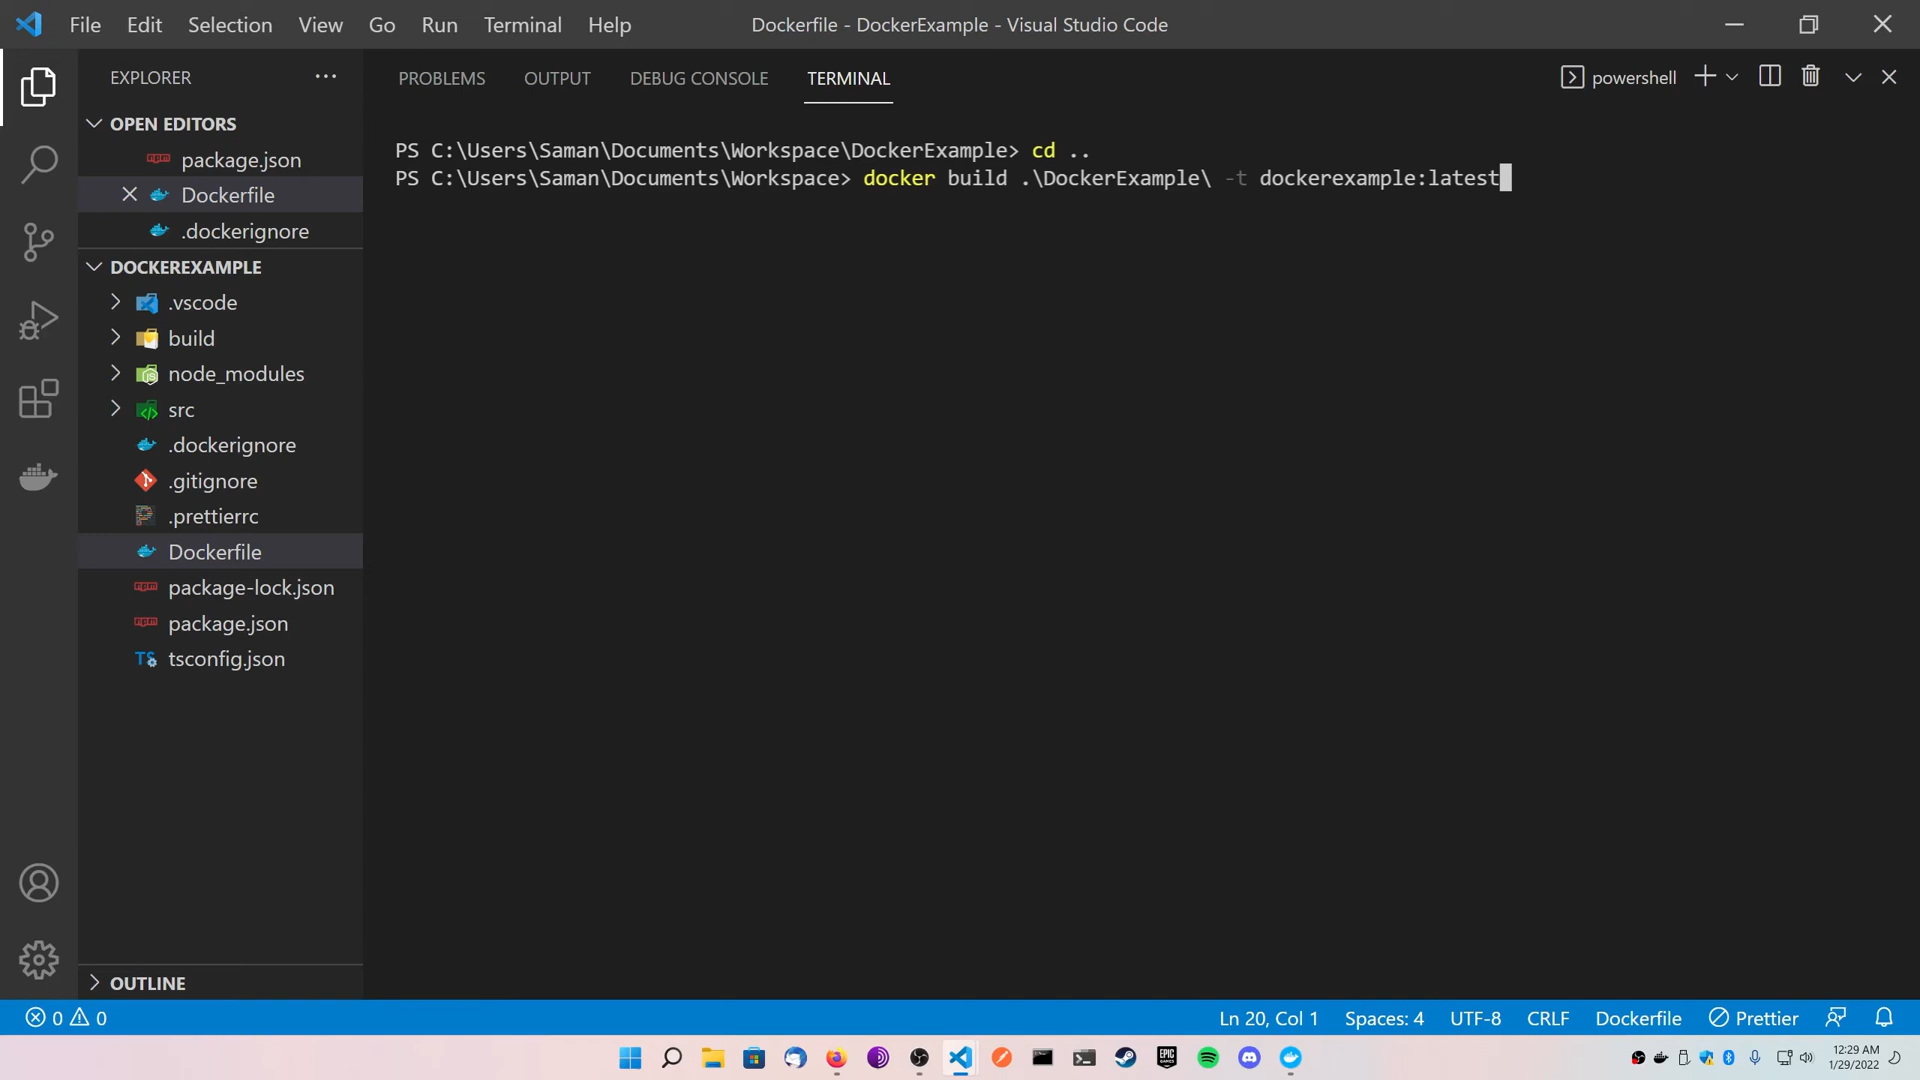 File Edit Selection View Go Run Terminal Help
Dockerfile - DockerExample - Visual Studio Code
EXPLORER
OPEN EDITORS
package.json
Dockerfile
.dockerignore
DOCKEREXAMPLE
.vscode
build
node_modules
src
.dockerignore
.gitignore
.prettierrc
Dockerfile
package-lock.json
package.json
tsconfig.json
OUTLINE
PROBLEMS OUTPUT DEBUG CONSOLE TERMINAL
powershell
PS C:\Users\Saman\Documents\Workspace\DockerExample> cd ..
PS C:\Users\Saman\Documents\Workspace> docker build .\DockerExample\ -t dockerexample:latest
0 0
Ln 20, Col 1 Spaces: 4 UTF-8 CRLF Dockerfile Prettier
EPIC GAMES
12:29 AM
1/29/2022